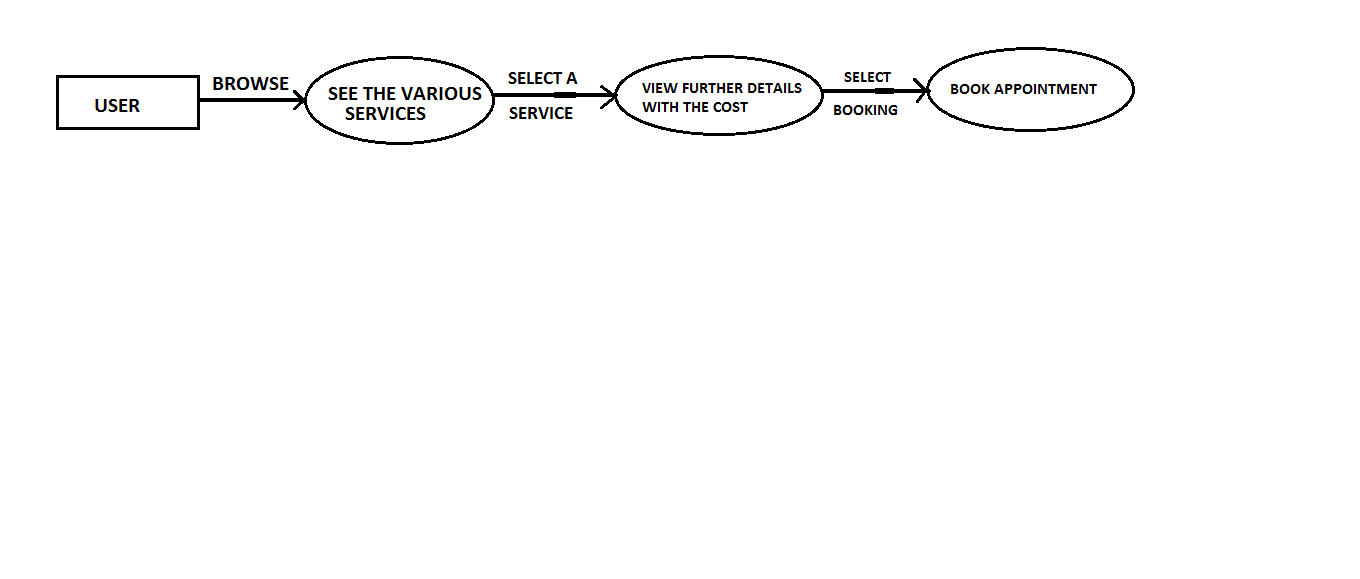 USER
BROWSE
SEE THE VARIOUS
SERVICES
SELECT A
SERVICE
VIEW FURTHER DETAILS
WITH THE COST
SELECT
BOOKING
BOOK APPOINTMENT